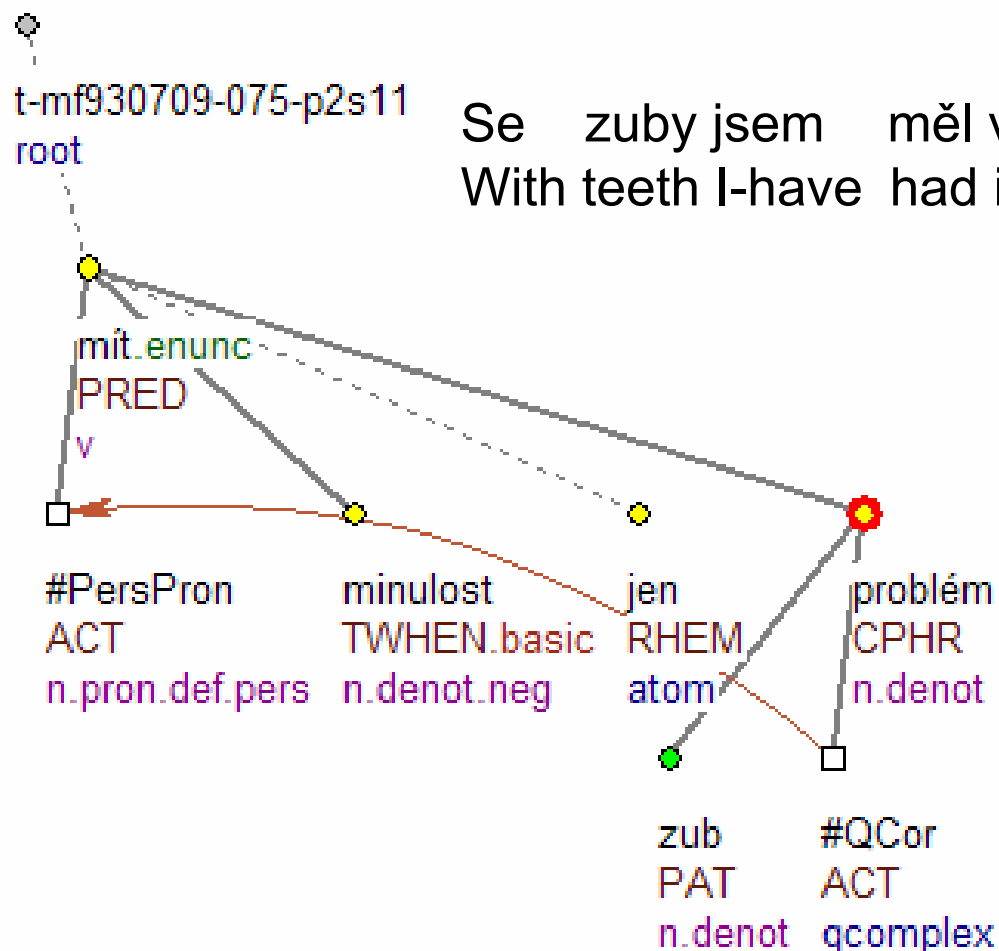 t-mf930709-075-p2s11
root
Se zuby jsem měl
With teeth I-have had
mít.enunc
PRED
v
#PersPron
ACT
n.pron.def.pers
minulost
TWHEN.basic
n.denot.neg
jen
RHEM
atom
problém
CPHR
n.denot
zub
PAT
n.denot
#QCor
ACT
qcomplex